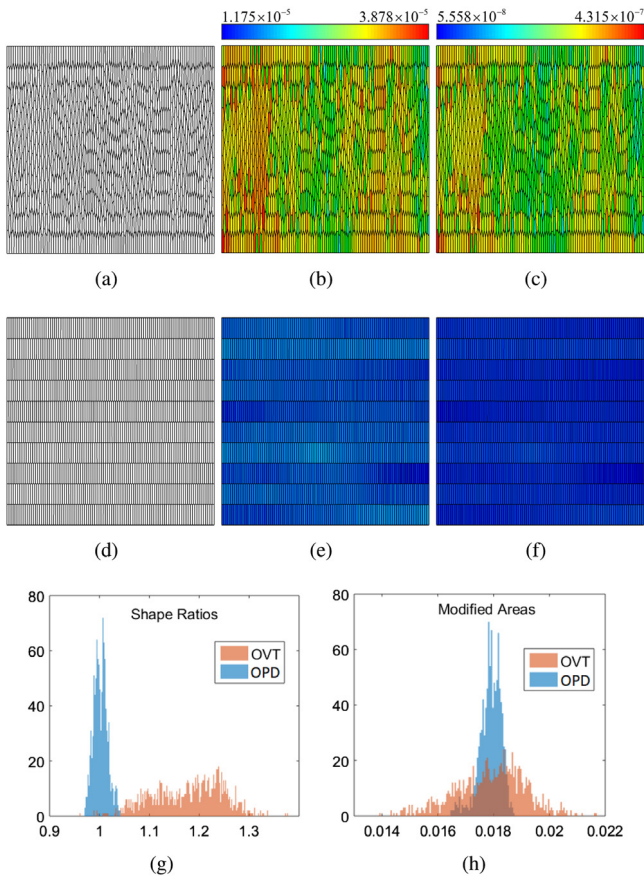 1.175×10⁻⁵ 3.878×10⁻⁵ 5.558×10⁻⁸ 4.315×10⁻⁷
(a) (b) (c)
(d) (e) (f)
80
60
40
20
0
Shape Ratios
OVT
OPD
0.9 1 1.1 1.2 1.3
(g)
80
60
40
20
0
Modified Areas
OVT
OPD
0.014 0.016 0.018 0.02 0.022
(h)